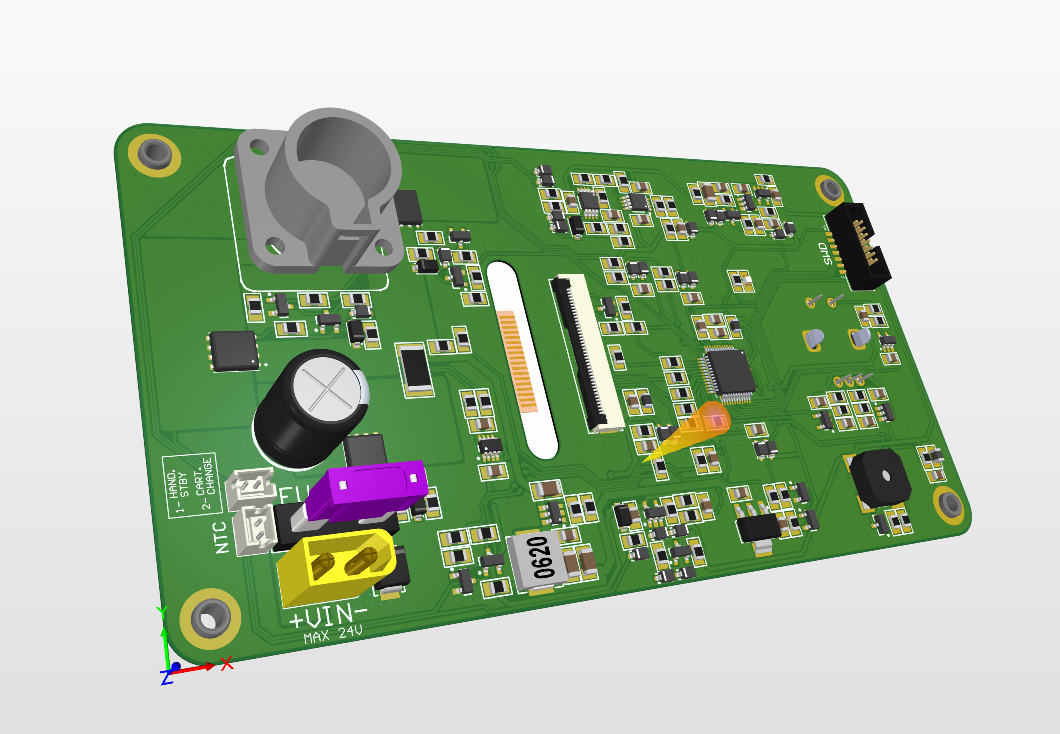 SWD
1- HAND,
STBY
2- CART.
CHANGE
FU
NTC
0620
+VIN-
MAX 24V
Y
X
Z